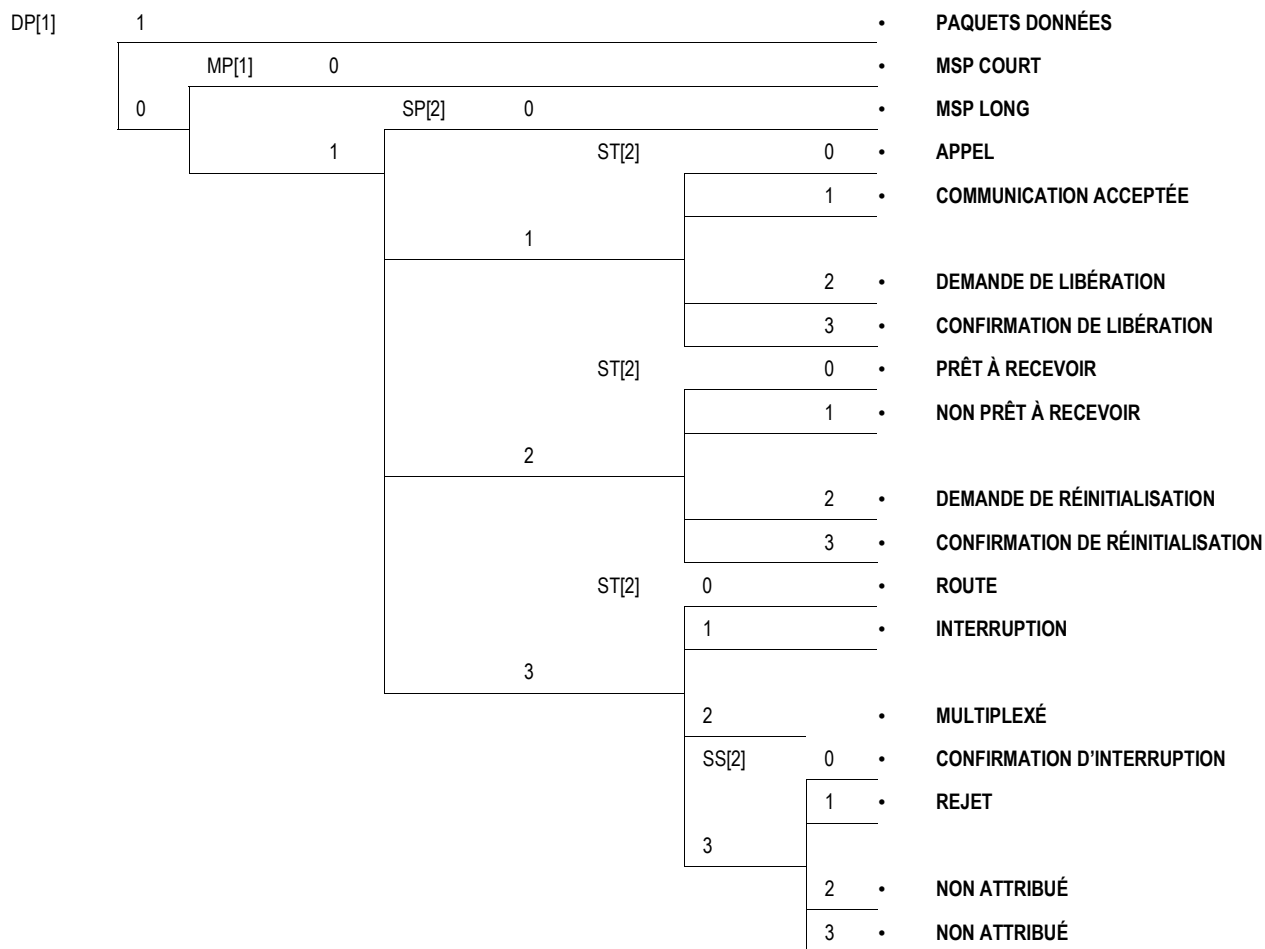 DP[1] 1 • PAQUETS DONNÉES
MP[1] 0 • MSP COURT
0 SP[2] 0 • MSP LONG
1 ST[2] 0 • APPEL
1 • COMMUNICATION ACCEPTÉE
1
2 • DEMANDE DE LIBÉRATION
3 • CONFIRMATION DE LIBÉRATION
ST[2] 0 • PRÊT À RECEVOIR
1 • NON PRÊT À RECEVOIR
2
2 • DEMANDE DE RÉINITIALISATION
3 • CONFIRMATION DE RÉINITIALISATION
ST[2] 0 • ROUTE
1 • INTERRUPTION
3
2 • MULTIPLEXÉ
SS[2] 0 • CONFIRMATION D’INTERRUPTION
1 • REJET
3
2 • NON ATTRIBUÉ
3 • NON ATTRIBUÉ